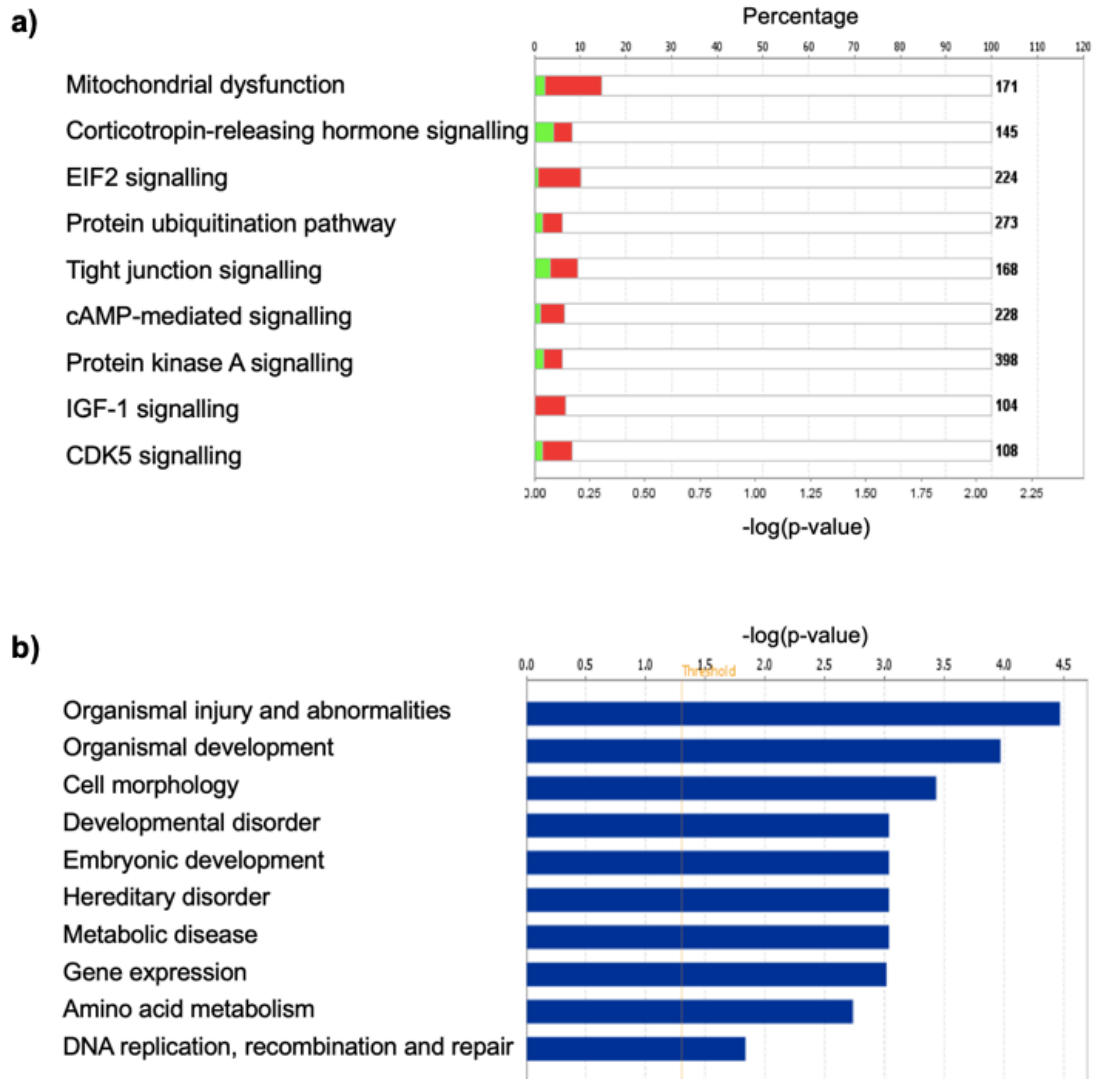 a)
Percentage
0 10 20 30 40 50 60 70 80 90 100 110 120
Mitochondrial dysfunction 171
Corticotropin-releasing hormone signalling 145
EIF2 signalling 224
Protein ubiquitination pathway 273
Tight junction signalling 168
cAMP-mediated signalling 228
Protein kinase A signalling 398
IGF-1 signalling 104
CDK5 signalling 108
0.00 0.25 0.50 0.75 1.00 1.25 1.50 1.75 2.00 2.25
-log(p-value)
b)
-log(p-value)
0.0 0.5 1.0 1.5 2.0 2.5 3.0 3.5 4.0 4.5
Threshold
Organismal injury and abnormalities
Organismal development
Cell morphology
Developmental disorder
Embryonic development
Hereditary disorder
Metabolic disease
Gene expression
Amino acid metabolism
DNA replication, recombination and repair